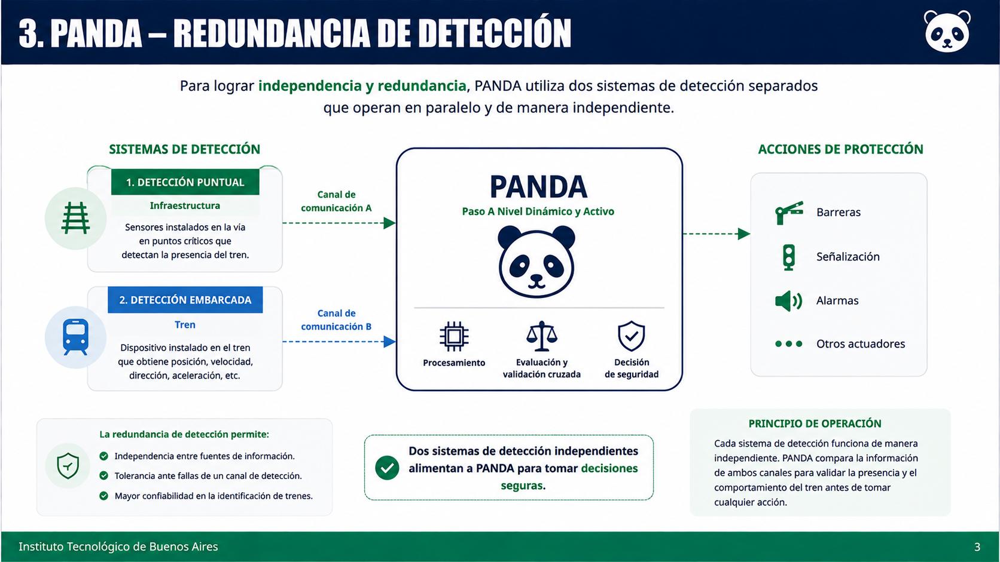 3. PANDA – REDUNDANCIA DE DETECCIÓN
Para lograr independencia y redundancia, PANDA utiliza dos sistemas de detección separados
que operan en paralelo y de manera independiente.
SISTEMAS DE DETECCIÓN
1. DETECCIÓN PUNTUAL
Infraestructura
Sensores instalados en la vía
en puntos críticos que
detectan la presencia del tren.
2. DETECCIÓN EMBARCADA
Tren
Dispositivo instalado en el tren
que obtiene posición, velocidad,
dirección, aceleración, etc.
Canal de
comunicación A
Canal de
comunicación B
PANDA
Paso A Nivel Dinámico y Activo
Procesamiento
Evaluación y
validación cruzada
Decisión
de seguridad
ACCIONES DE PROTECCIÓN
Barreras
Señalización
Alarmas
Otros actuadores
La redundancia de detección permite:
Independencia entre fuentes de información.
Tolerancia ante fallas de un canal de detección.
Mayor confiabilidad en la identificación de trenes.
Dos sistemas de detección independientes
alimentan a PANDA para tomar decisiones
seguras.
PRINCIPIO DE OPERACIÓN
Cada sistema de detección funciona de manera
independiente. PANDA compara la información
de ambos canales para validar la presencia y el
comportamiento del tren antes de tomar
cualquier acción.
Instituto Tecnológico de Buenos Aires
3